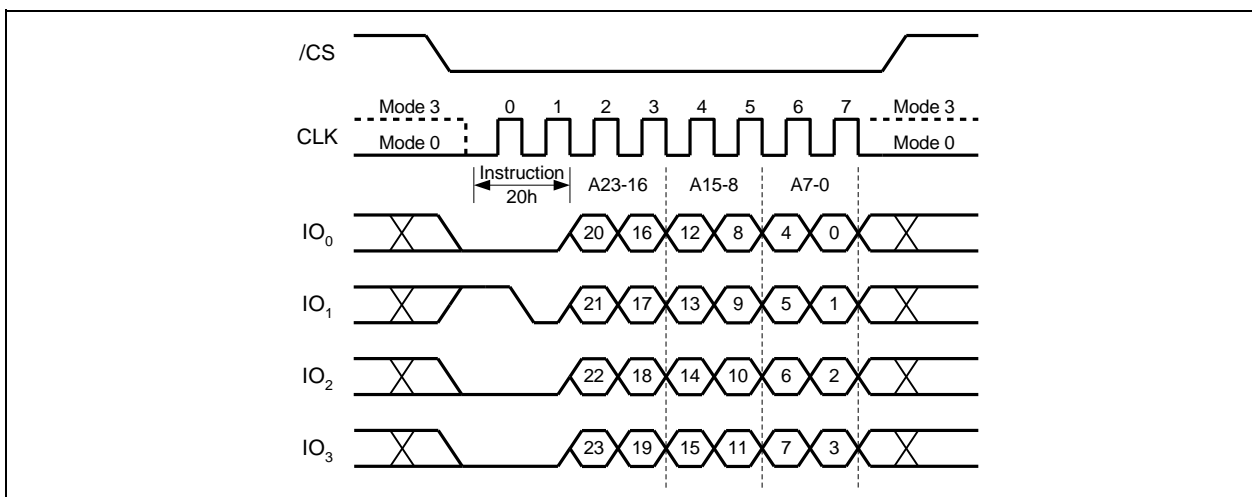 /CS
Mode 3 0 1 2 3 4 5 6 7 Mode 3
CLK
Mode 0 Mode 0
Instruction A23-16 A15-8 A7-0
20h
IO0 20 16 12 8 4 0
IO1 21 17 13 9 5 1
IO2 22 18 14 10 6 2
IO3 23 19 15 11 7 3